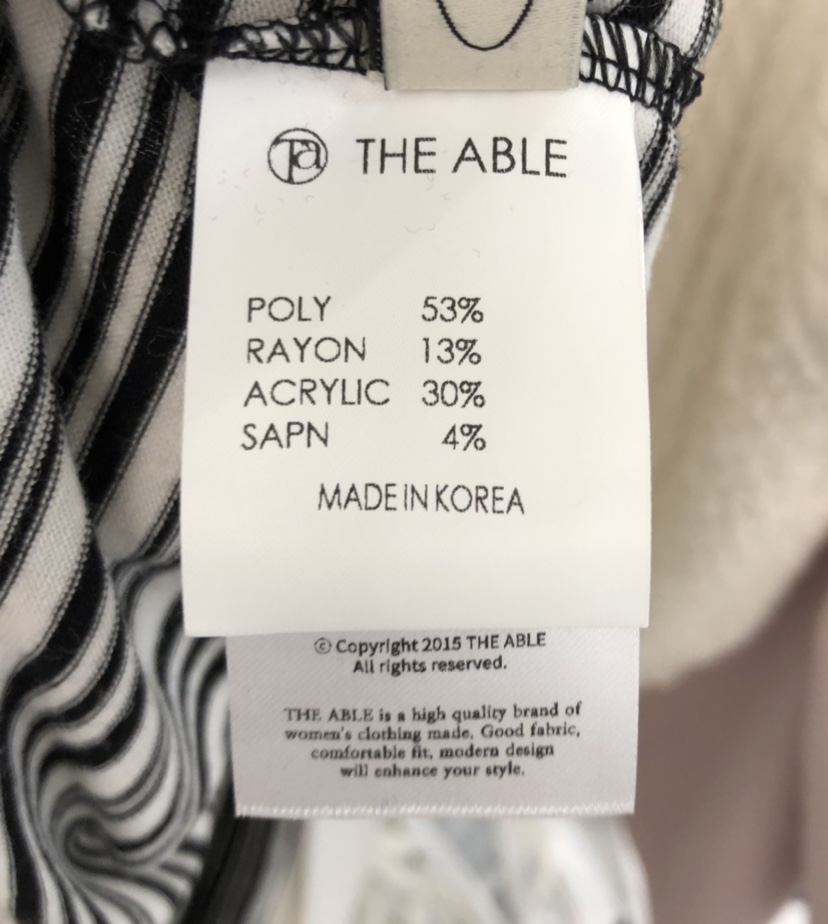 Ta THE ABLE
POLY 53%
RAYON 13%
ACRYLIC 30%
SAPN 4%
MADE IN KOREA
© Copyright 2015 THE ABLE
All rights reserved.
THE ABLE is a high quality brand of
women's clothing made. Good fabric,
comfortable fit, modern design
will enhance your style.